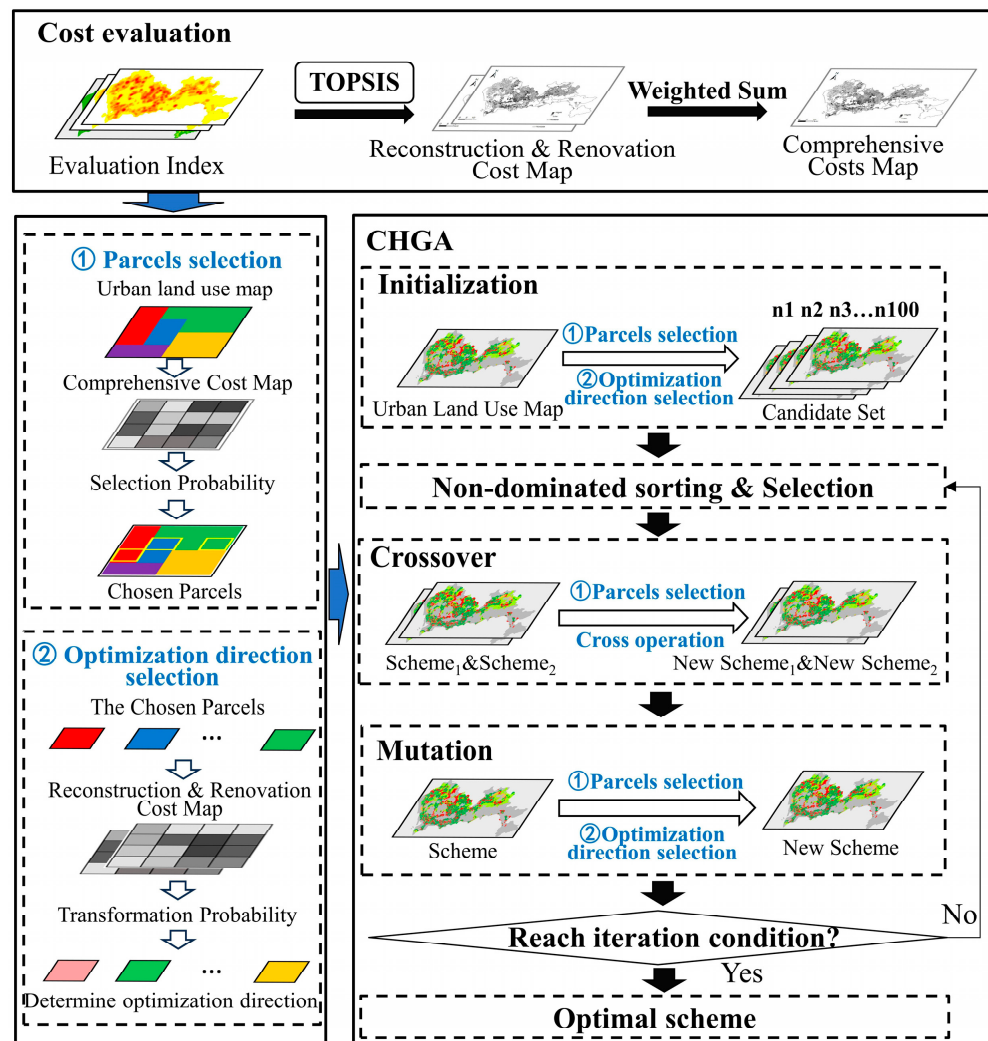 Cost evaluation
TOPSIS
Weighted Sum
Evaluation Index
Reconstruction & Renovation
Cost Map
Comprehensive
Costs Map
① Parcels selection
Urban land use map
Comprehensive Cost Map
Selection Probability
Chosen Parcels
② Optimization direction
selection
The Chosen Parcels
...
Reconstruction & Renovation
Cost Map
Transformation Probability
...
Determine optimization direction
CHGA
Initialization
n1 n2 n3…n100
①Parcels selection
②Optimization
direction selection
Urban Land Use Map
Candidate Set
Non-dominated sorting & Selection
Crossover
①Parcels selection
Cross operation
Scheme₁&Scheme₂
New Scheme₁&New Scheme₂
Mutation
①Parcels selection
②Optimization
direction selection
Scheme
New Scheme
No
Reach iteration condition?
Yes
Optimal scheme